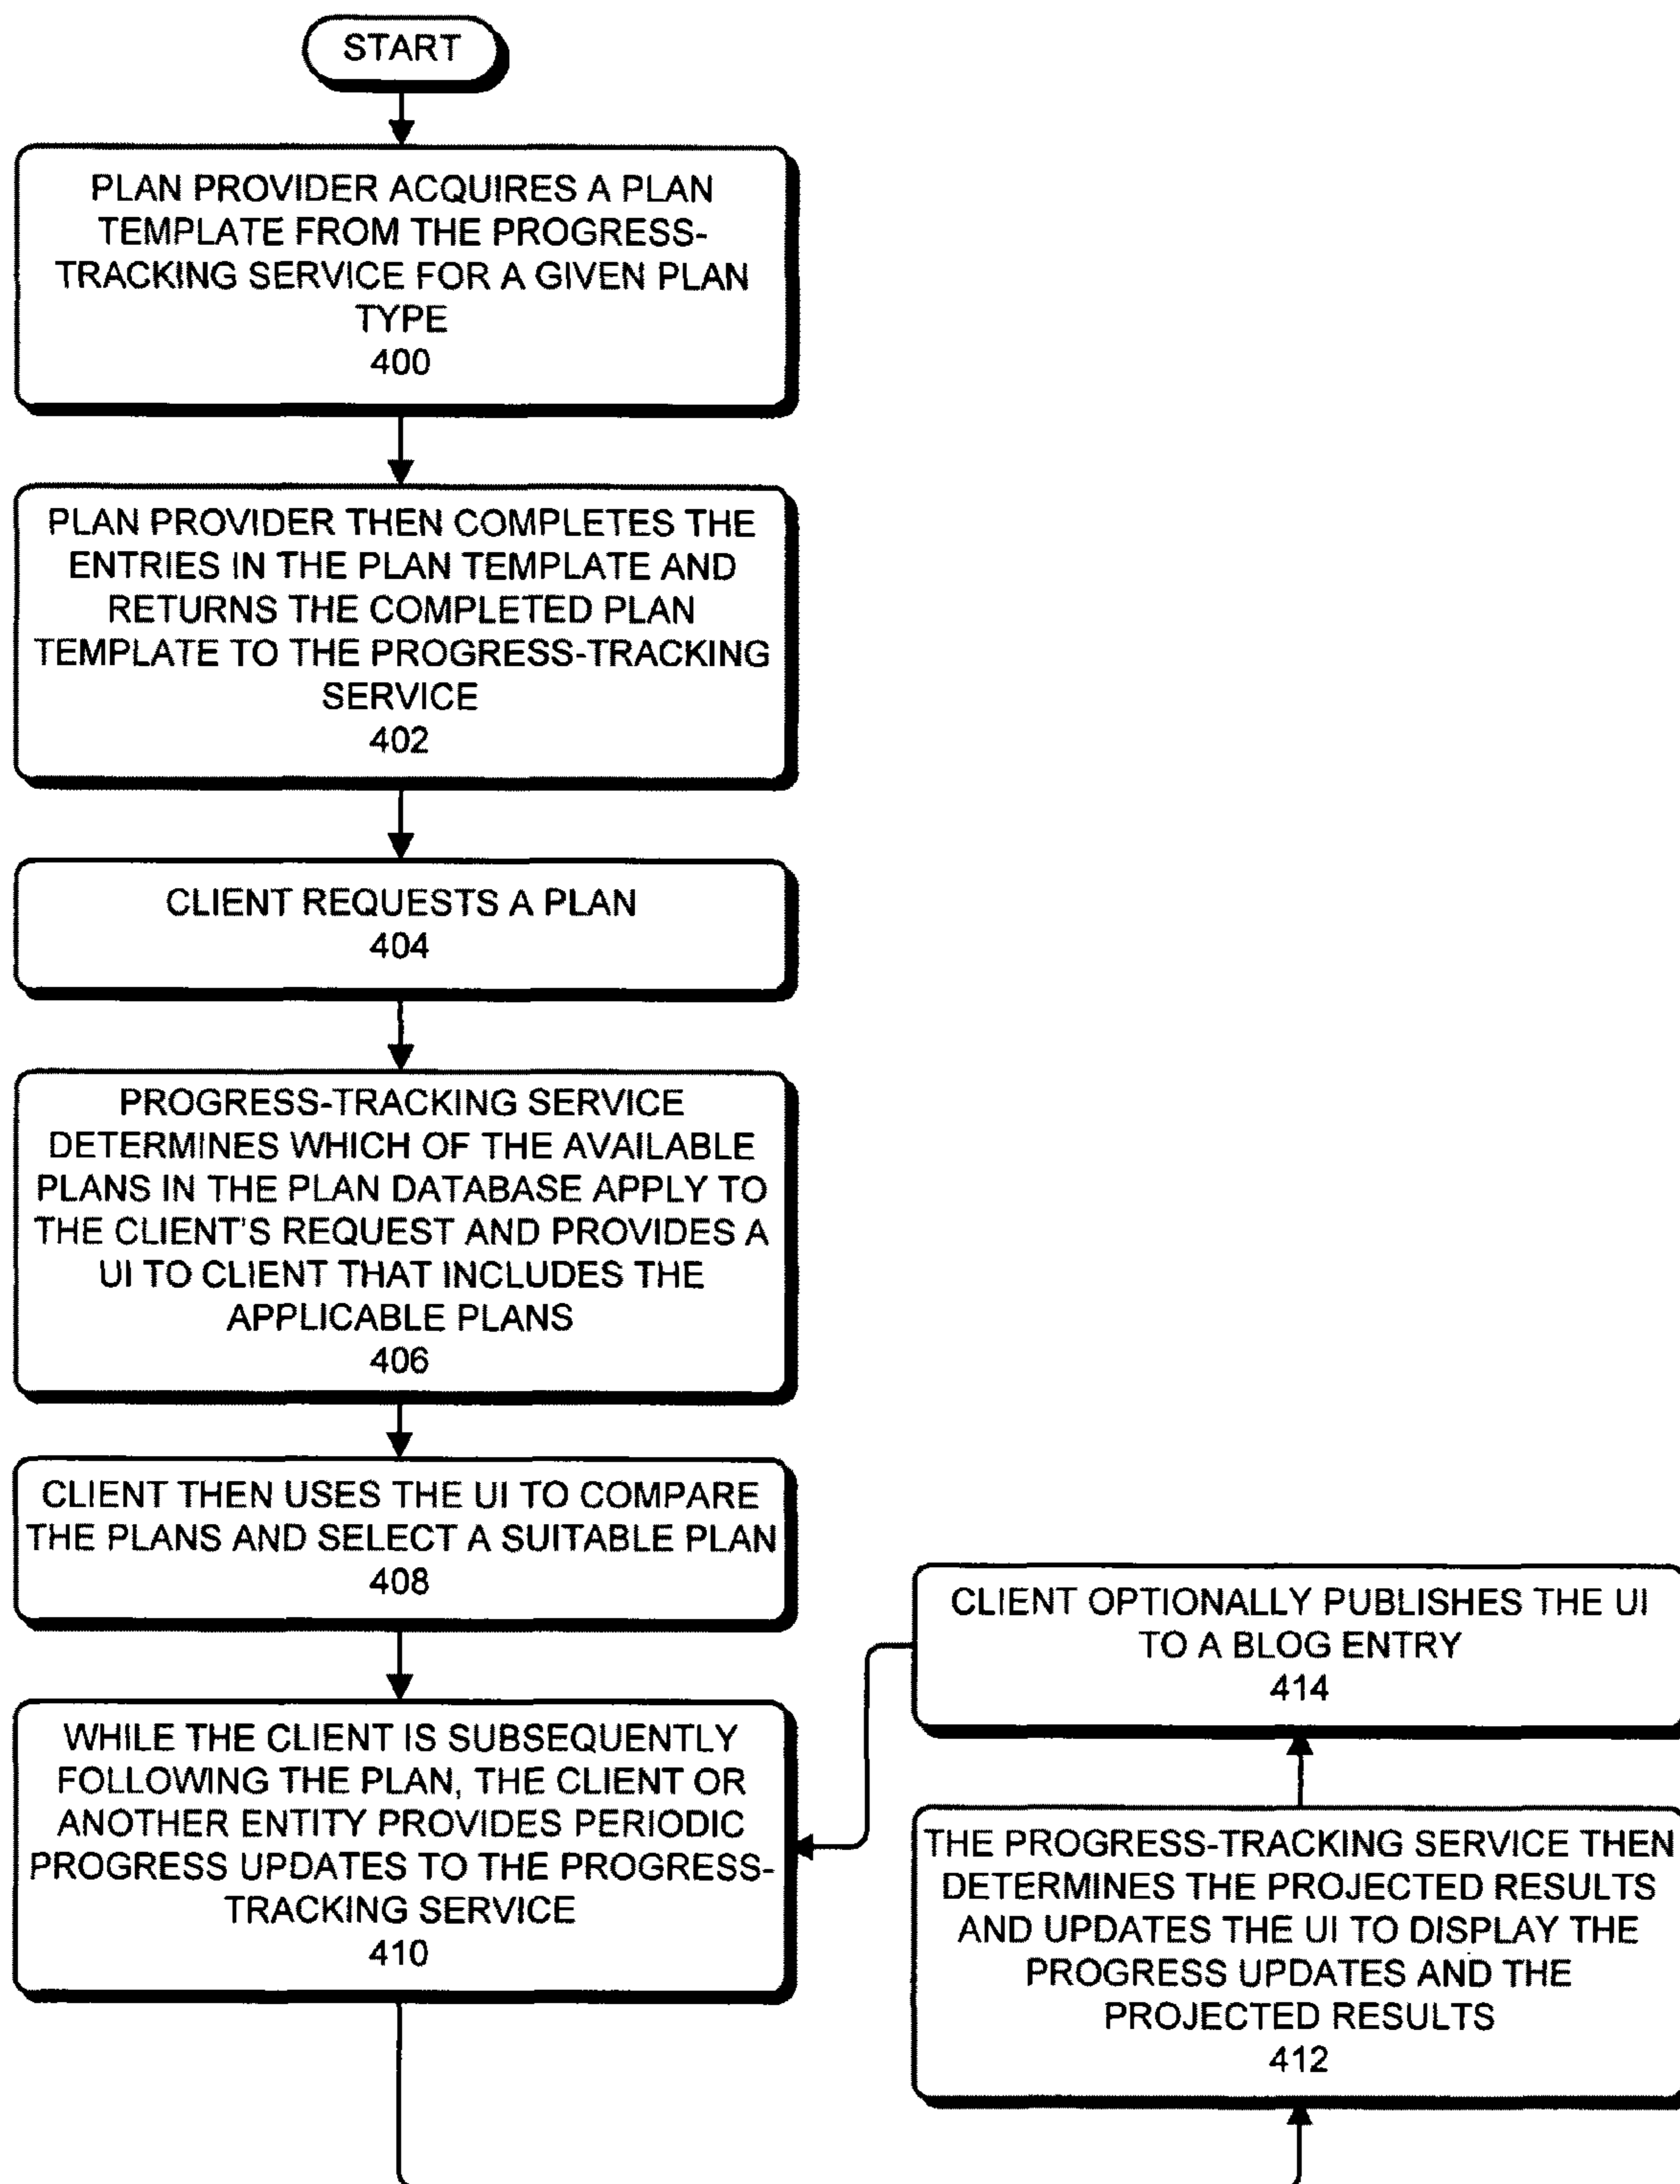 START
PLAN PROVIDER ACQUIRES A PLAN
TEMPLATE FROM THE PROGRESS-
TRACKING SERVICE FOR A GIVEN PLAN
TYPE
400
PLAN PROVIDER THEN COMPLETES THE
ENTRIES IN THE PLAN TEMPLATE AND
RETURNS THE COMPLETED PLAN
TEMPLATE TO THE PROGRESS-TRACKING
SERVICE
402
CLIENT REQUESTS A PLAN
404
PROGRESS-TRACKING SERVICE
DETERMINES WHICH OF THE AVAILABLE
PLANS IN THE PLAN DATABASE APPLY TO
THE CLIENT'S REQUEST AND PROVIDES A
UI TO CLIENT THAT INCLUDES THE
APPLICABLE PLANS
406
CLIENT THEN USES THE UI TO COMPARE
THE PLANS AND SELECT A SUITABLE PLAN
408
WHILE THE CLIENT IS SUBSEQUENTLY
FOLLOWING THE PLAN, THE CLIENT OR
ANOTHER ENTITY PROVIDES PERIODIC
PROGRESS UPDATES TO THE PROGRESS-
TRACKING SERVICE
410
THE PROGRESS-TRACKING SERVICE THEN
DETERMINES THE PROJECTED RESULTS
AND UPDATES THE UI TO DISPLAY THE
PROGRESS UPDATES AND THE
PROJECTED RESULTS
412
CLIENT OPTIONALLY PUBLISHES THE UI
TO A BLOG ENTRY
414